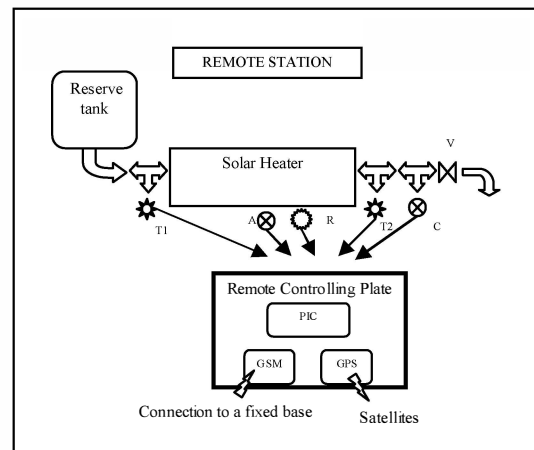 REMOTE STATION
Reserve
tank
Solar Heater
V
T1
A
R
T2
C
Remote Controlling Plate
PIC
GSM
GPS
Connection to a fixed base
Satellites